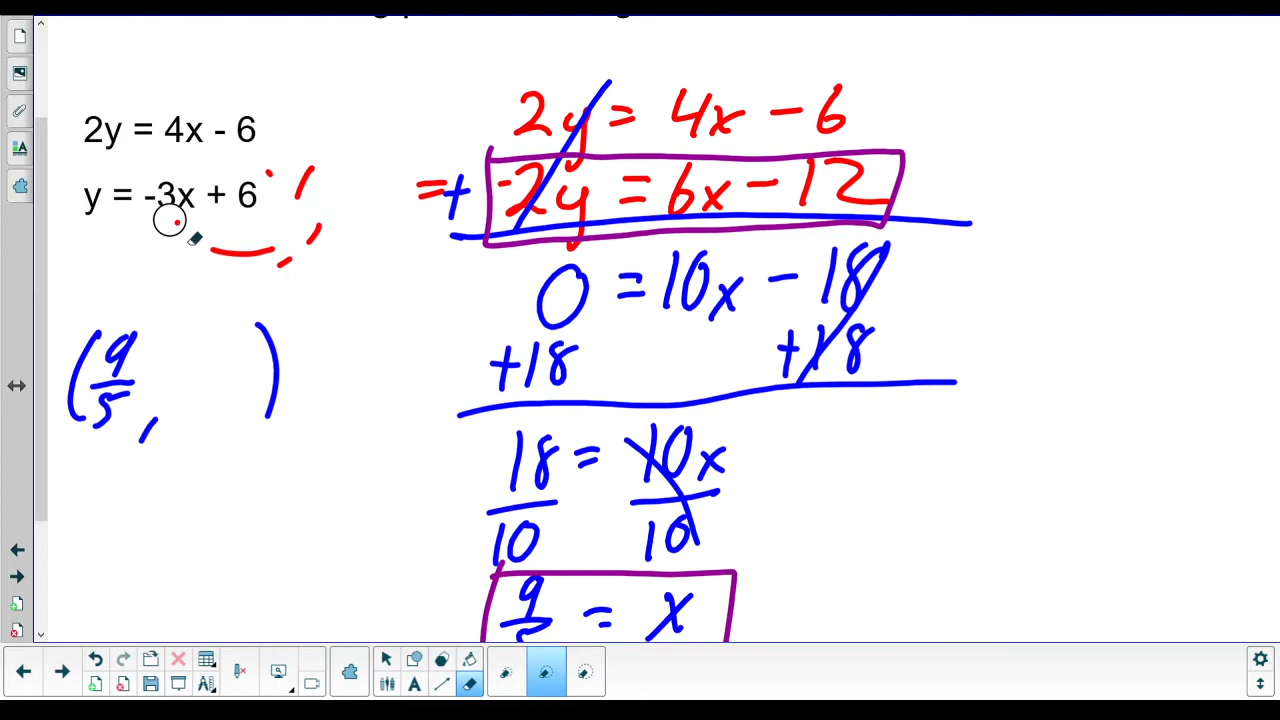 2y = 4x - 6
y = -3x + 6
2y = 4x - 6
+ -2y = 6x - 12
0 = 10x - 18
+18 +18
18 = 10x
10 10
9 = x
(9/5, )